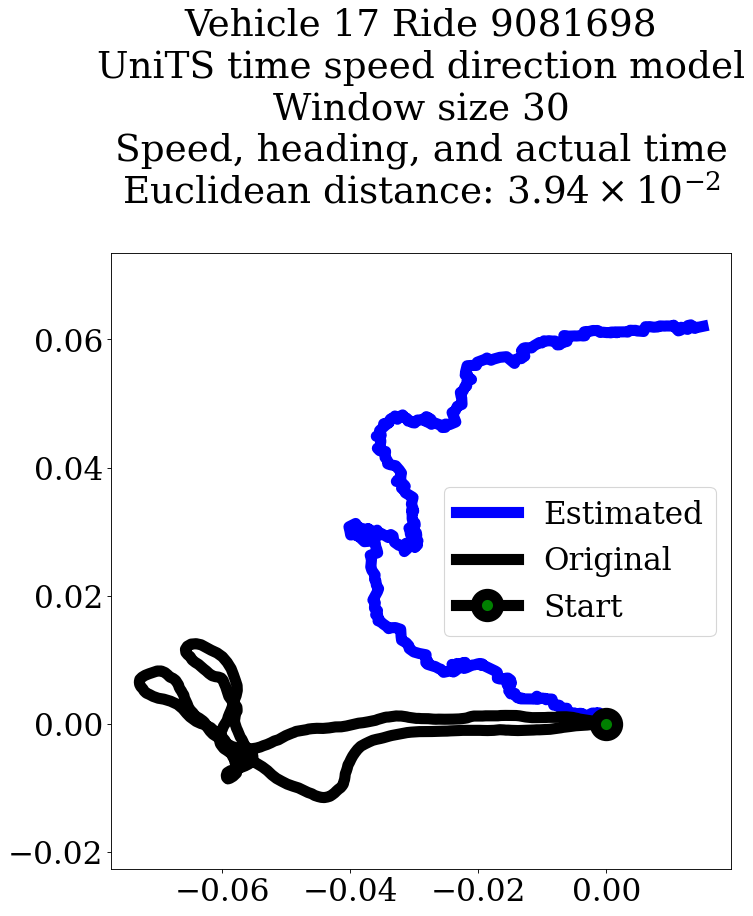 Vehicle 17 Ride 9081698
UniTS time speed direction model
Window size 30
Speed, heading, and actual time
Euclidean distance: 3.94 × 10⁻²
0.06
0.04
Estimated
Original
0.02
Start
0.00
−0.02
−0.06 −0.04 −0.02 0.00